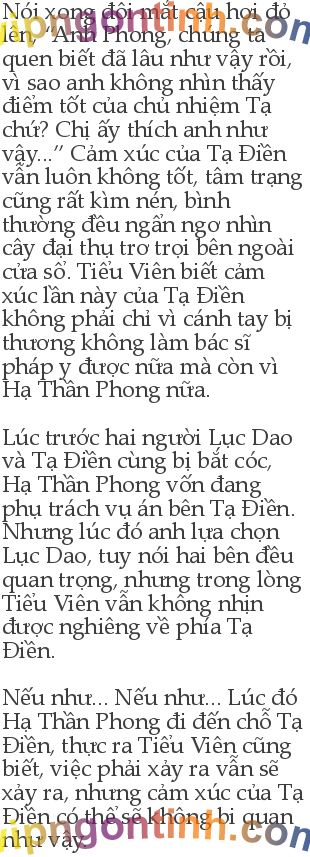 Nói xong đôi mắt cậu hơi đỏ
lên, “Anh Phong, chúng ta
quen biết đã lâu như vậy rồi,
vì sao anh không nhìn thấy
điểm tốt của chủ nhiệm Tạ
chứ? Chị ấy thích anh như
vậy...” Cảm xúc của Tạ Điền
vẫn luôn không tốt, tâm trạng
cũng rất kìm nén, bình
thường đều ngẩn ngơ nhìn
cây đại thụ trơ trọi bên ngoài
cửa sổ. Tiểu Viên biết cảm
xúc lần này của Tạ Điền
không phải chỉ vì cánh tay bị
thương không làm bác sĩ
pháp y được nữa mà còn vì
Hạ Thần Phong nữa.

Lúc trước hai người Lục Dao
và Tạ Điền cùng bị bắt cóc,
Hạ Thần Phong vốn đang
phụ trách vụ án bên Tạ Điền.
Nhưng lúc đó anh lựa chọn
Lục Dao, tuy nói hai bên đều
quan trọng, nhưng trong lòng
Tiểu Viên vẫn không nhịn
được nghiêng về phía Tạ
Điền.

Nếu như... Nếu như... Lúc đó
Hạ Thần Phong đi đến chỗ Tạ
Điền, thực ra Tiểu Viên cũng
biết, việc phải xảy ra vẫn sẽ
xảy ra, nhưng cảm xúc của Tạ
Điền có thể sẽ không bi quan
như vậy.
vipngontinh.com